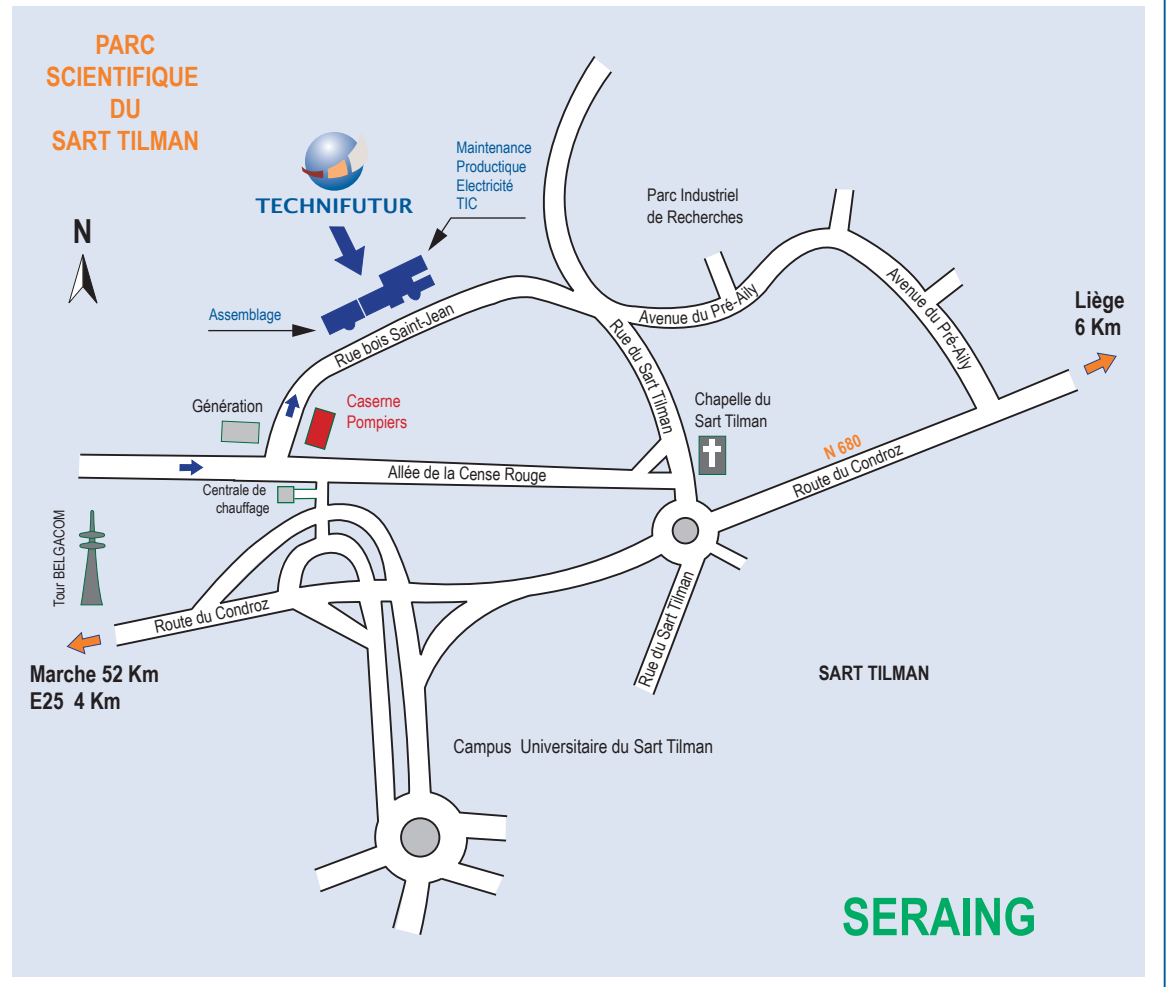 PARC
SCIENTIFIQUE
DU
SART TILMAN
TECHNIFUTUR
Maintenance
Productique
Electricité
TIC
Parc Industriel
de Recherches
N
Assemblage
Rue bois Saint-Jean
Avenue du Pré-Aily
Avenue du Pré-Aily
Liège
6 Km
Rue du Sart Tilman
Génération
Caserne
Pompiers
Chapelle du
Sart Tilman
N 680
Route du Condroz
Allée de la Cense Rouge
Centrale de
chauffage
Tour BELGACOM
Route du Condroz
Rue du Sart Tilman
Marche 52 Km
E25 4 Km
SART TILMAN
Campus Universitaire du Sart Tilman
SERAING